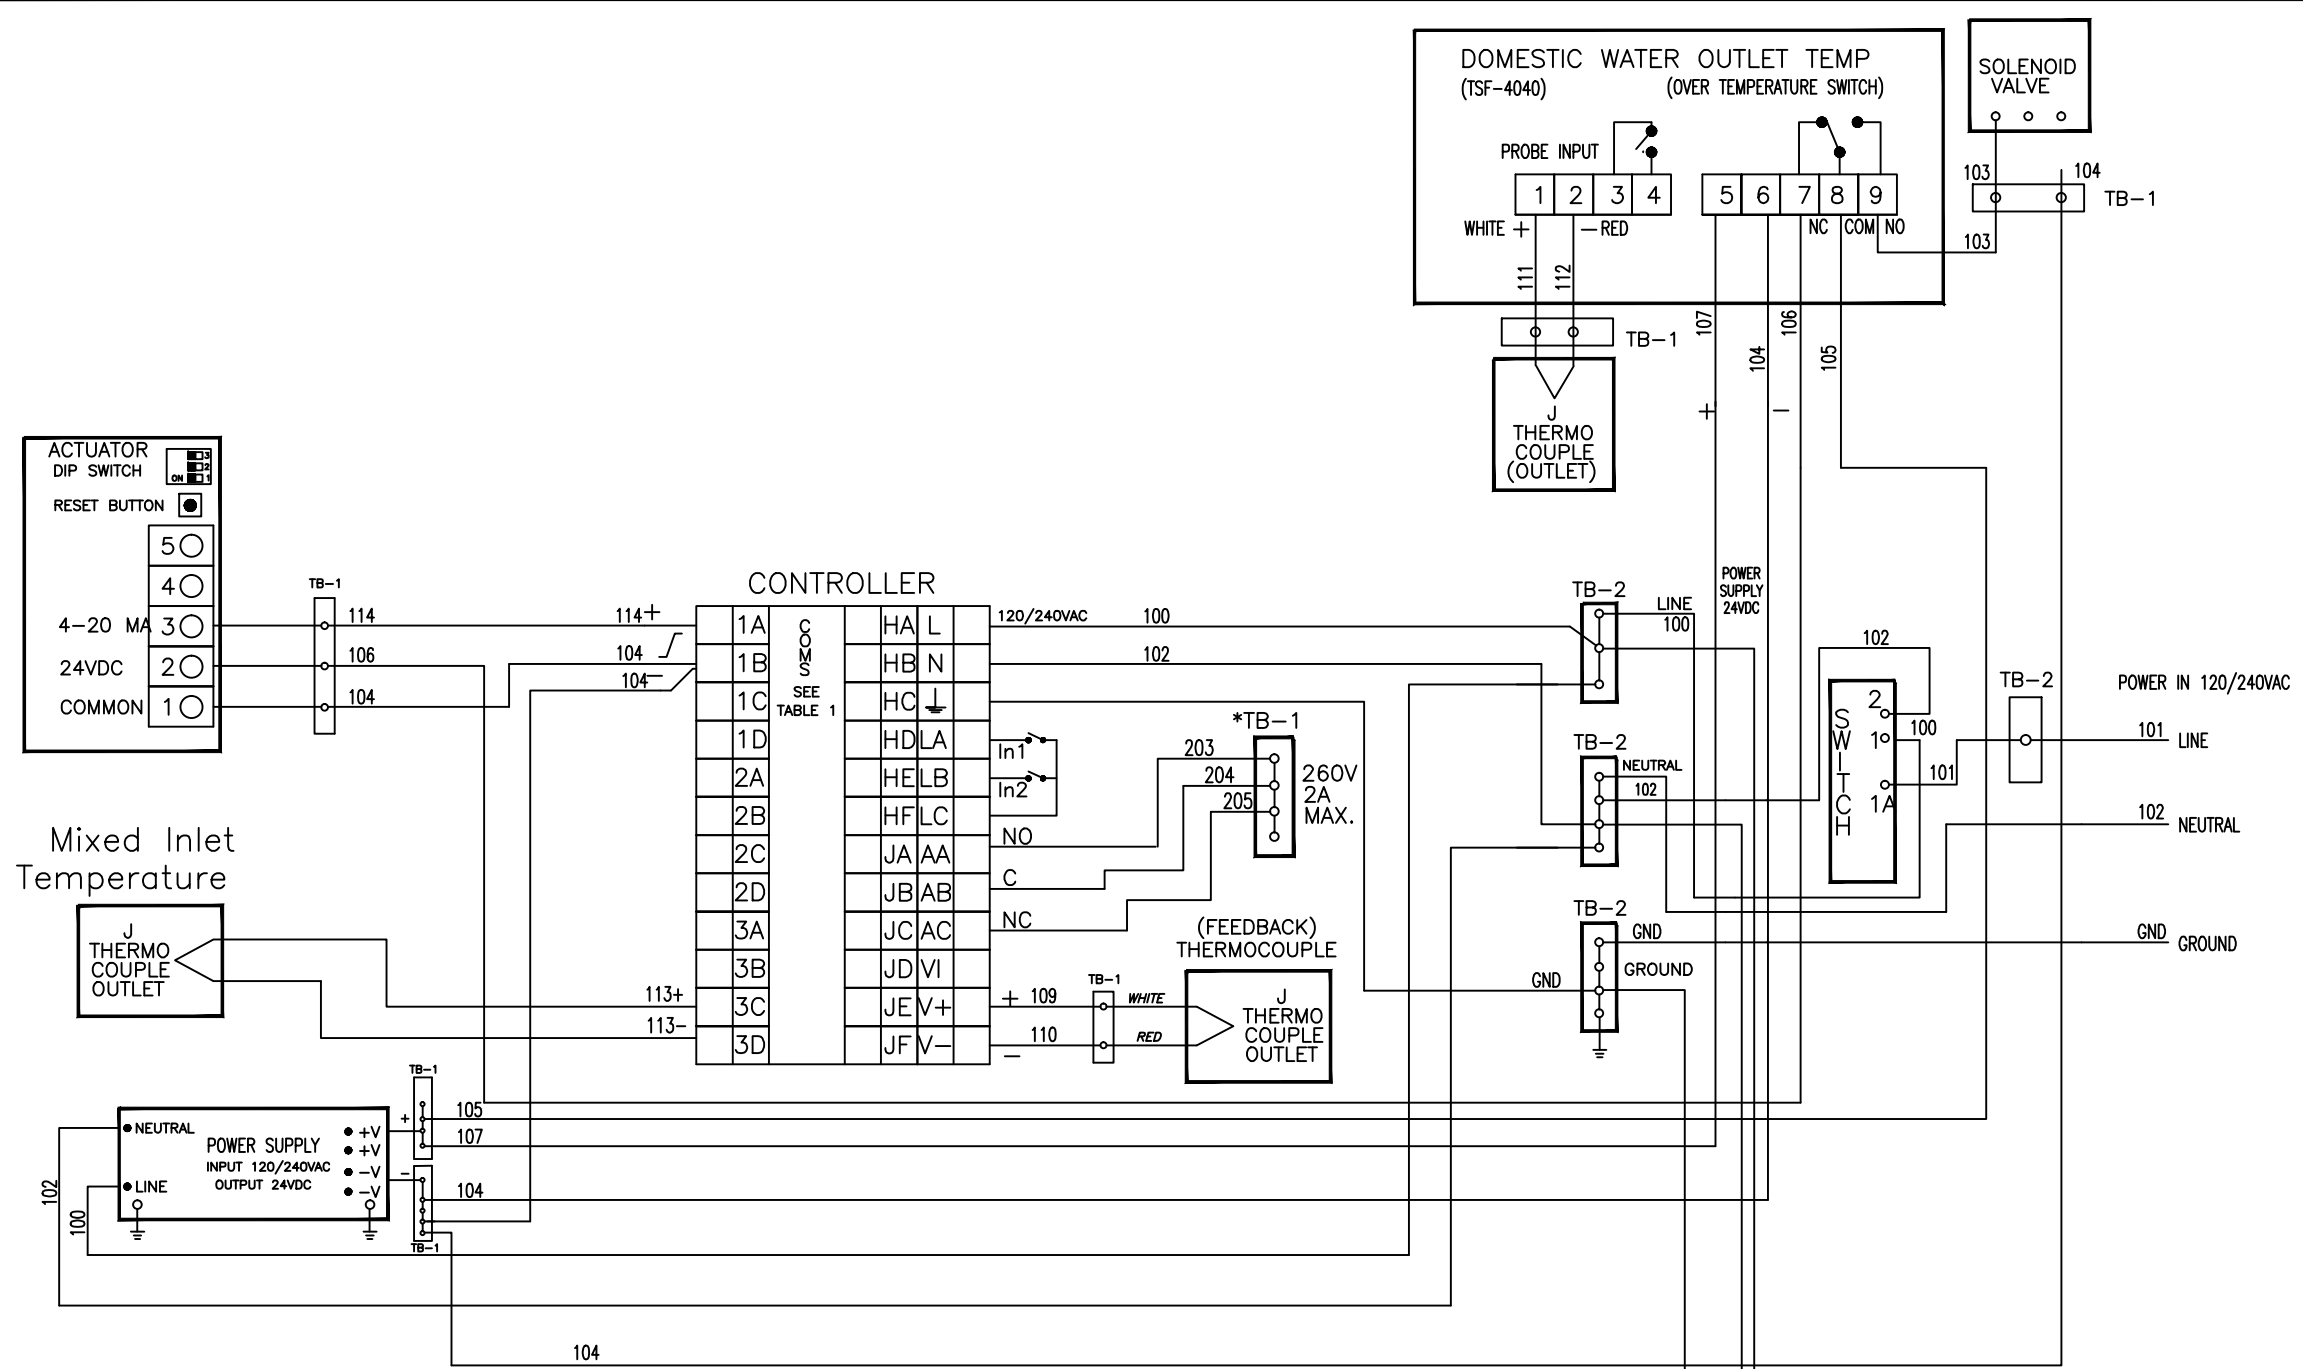 DOMESTIC WATER OUTLET TEMP
(TSF-4040)
(OVER TEMPERATURE SWITCH)
PROBE INPUT
1 2 3 4
5 6 7 8 9
WHITE +
- RED
NC COM NO
111
112
103
SOLENOID
VALVE
103
104
TB-1
TB-1
J
THERMO
COUPLE
(OUTLET)
107
104
106
105
+
-
POWER
SUPPLY
24VDC
ACTUATOR
DIP SWITCH
3
2
ON 1
RESET BUTTON
5
4
4-20 MA 3
24VDC 2
COMMON 1
TB-1
114
106
104
114+
104
104-
CONTROLLER
1A
1B
1C
1D
2A
2B
2C
2D
3A
3B
3C
3D
COMS
SEE
TABLE 1
HA L
HB N
HC
HD LA
HE LB
HF LC
JA AA
JB AB
JC AC
JD VI
JE V+
JF V-
120/240VAC
100
102
In1
In2
NO
C
NC
203
204
205
*TB-1
260V
2A
MAX.
(FEEDBACK)
THERMOCOUPLE
+ 109
110
-
TB-1
WHITE
RED
J
THERMO
COUPLE
OUTLET
TB-2
LINE
100
TB-2
NEUTRAL
102
TB-2
GND
GROUND
GND
102
SWITCH
2
1
1A
100
101
TB-2
POWER IN 120/240VAC
101 LINE
102 NEUTRAL
GND GROUND
Mixed Inlet
Temperature
J
THERMO
COUPLE
OUTLET
113+
113-
TB-1
+
105
107
-
104
TB-1
NEUTRAL
LINE
POWER SUPPLY
INPUT 120/240VAC
OUTPUT 24VDC
+V
+V
-V
-V
102
100
104